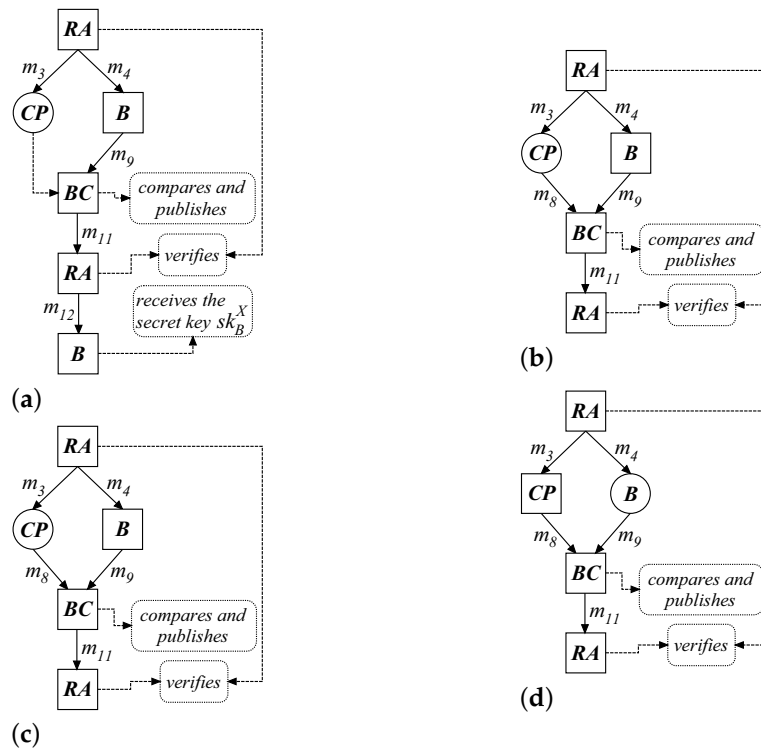 RA
m3 m4
CP B
m9
BC
compares and
publishes
m11
RA verifies
m12
receives the
secret key sk_B^X
B
(a)
RA
m3 m4
CP B
m8 m9
BC
compares and
publishes
m11
RA verifies
(b)
RA
m3 m4
CP B
m8 m9
BC
compares and
publishes
m11
RA verifies
(c)
RA
m3 m4
CP B
m8 m9
BC
compares and
publishes
m11
RA verifies
(d)